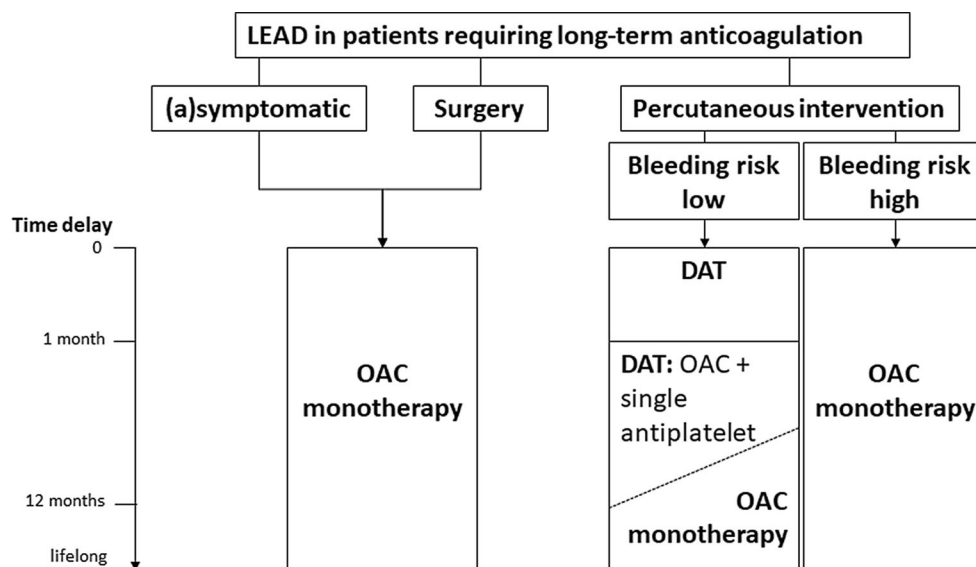 LEAD in patients requiring long-term anticoagulation
(a)symptomatic
Surgery
Percutaneous intervention
Bleeding risk
low
Bleeding risk
high
Time delay
0
1 month
12 months
lifelong
OAC
monotherapy
DAT
DAT: OAC +
single
antiplatelet
OAC
monotherapy
OAC
monotherapy